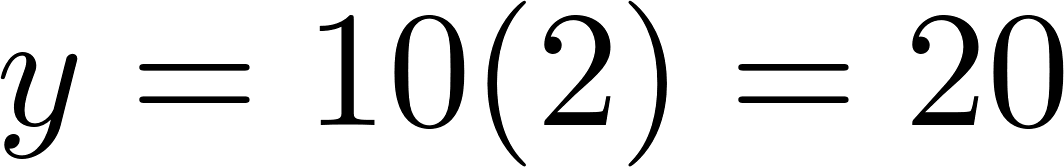 y = 10(2) = 20